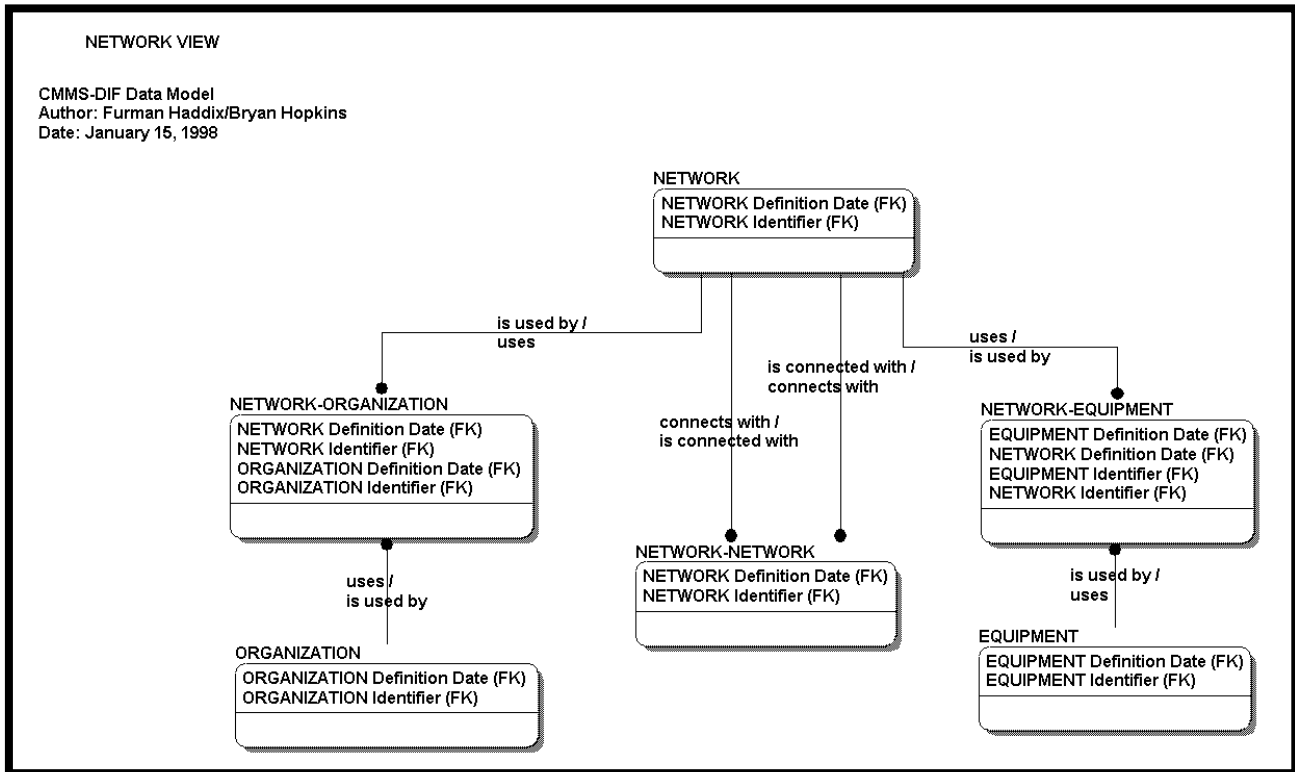 NETWORK VIEW
CMMS-DIF Data Model
Author: Furman Haddix/Bryan Hopkins
Date: January 15, 1998
NETWORK
NETWORK Definition Date (FK)
NETWORK Identifier (FK)
is used by /
uses
uses /
is used by
is connected with /
connects with
connects with /
is connected with
NETWORK-ORGANIZATION
NETWORK Definition Date (FK)
NETWORK Identifier (FK)
ORGANIZATION Definition Date (FK)
ORGANIZATION Identifier (FK)
NETWORK-EQUIPMENT
EQUIPMENT Definition Date (FK)
NETWORK Definition Date (FK)
EQUIPMENT Identifier (FK)
NETWORK Identifier (FK)
NETWORK-NETWORK
NETWORK Definition Date (FK)
NETWORK Identifier (FK)
uses /
is used by
is used by /
uses
ORGANIZATION
ORGANIZATION Definition Date (FK)
ORGANIZATION Identifier (FK)
EQUIPMENT
EQUIPMENT Definition Date (FK)
EQUIPMENT Identifier (FK)